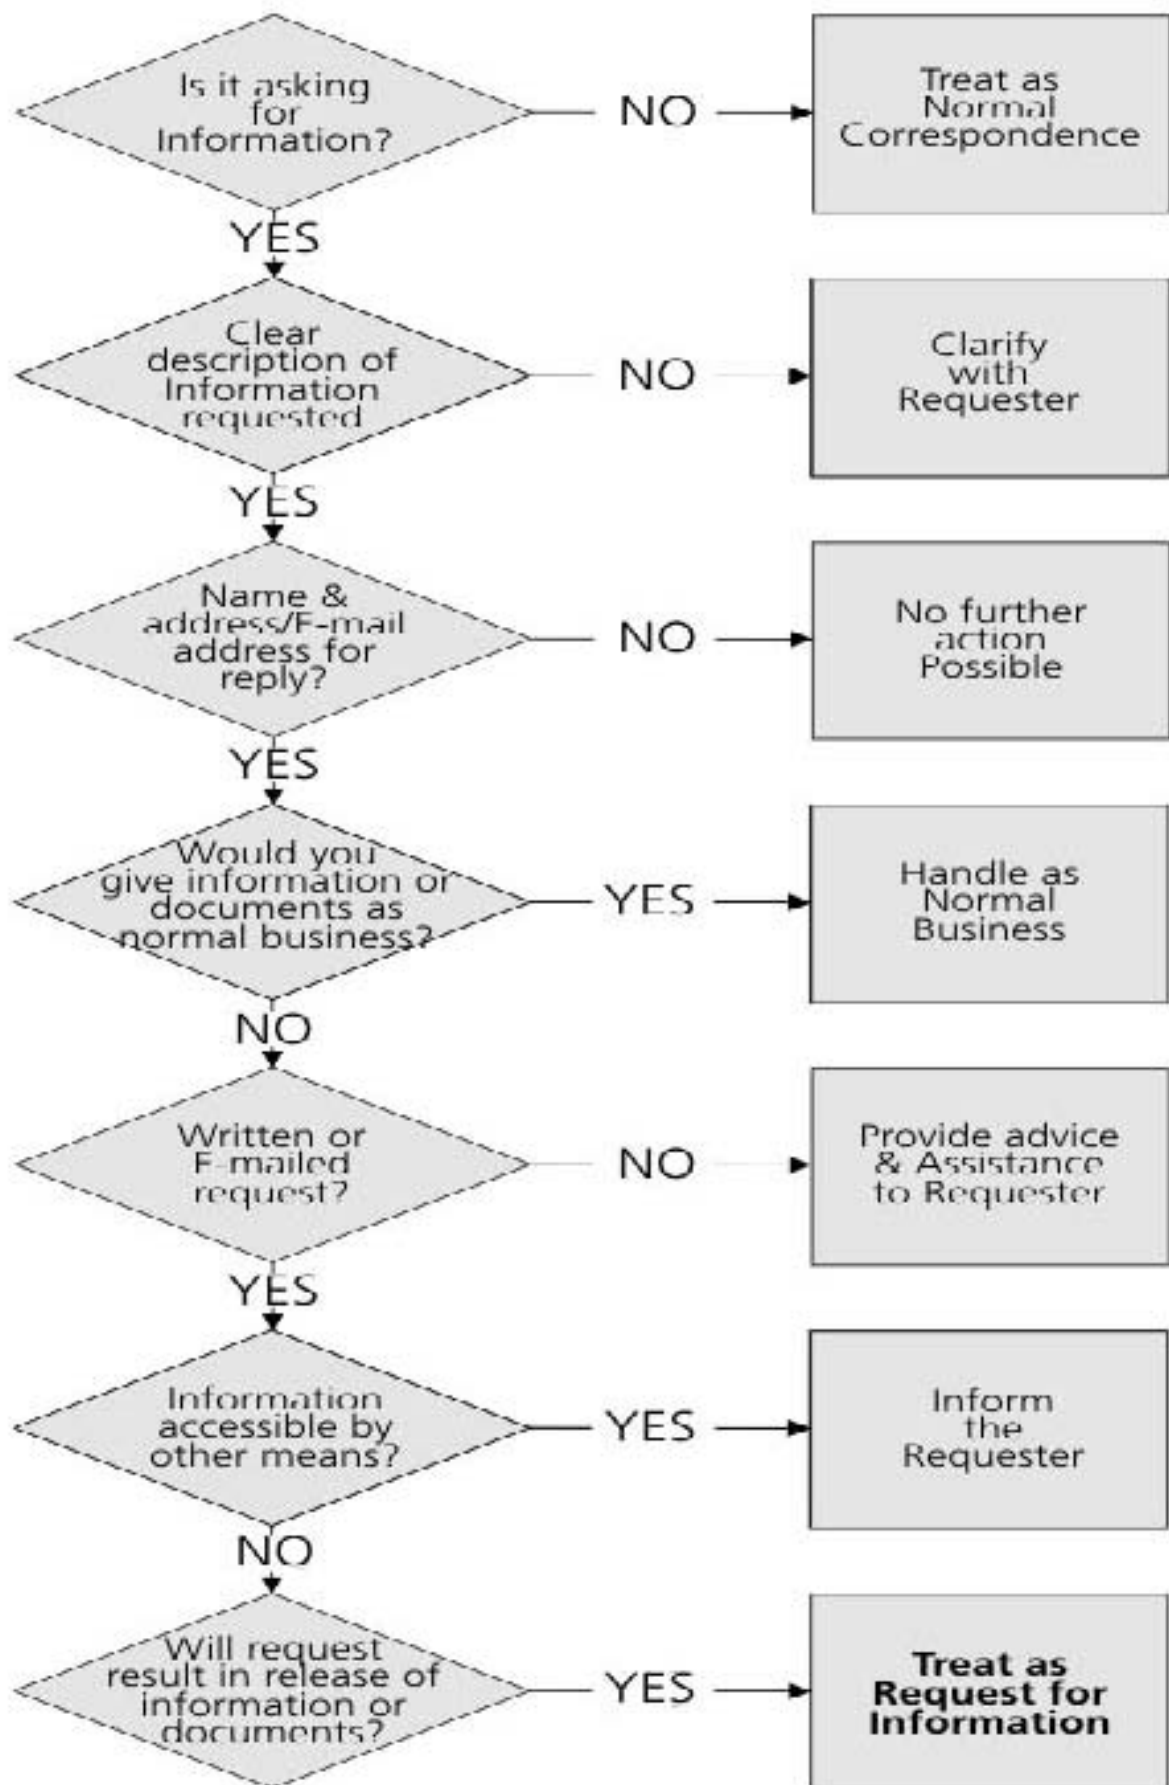 Is it asking
for
Information?
NO
Treat as
Normal
Correspondence
YES
Clear
description of
Information
requested
NO
Clarify
with
Requester
YES
Name &
address/E-mail
address for
reply?
NO
No further
action
Possible
YES
Would you
give information or
documents as
normal business?
YES
Handle as
Normal
Business
NO
Written or
E-mailed
request?
NO
Provide advice
& Assistance
to Requester
YES
Information
accessible by
other means?
YES
Inform
the
Requester
NO
Will request
result in release of
information or
documents?
YES
Treat as
Request for
Information